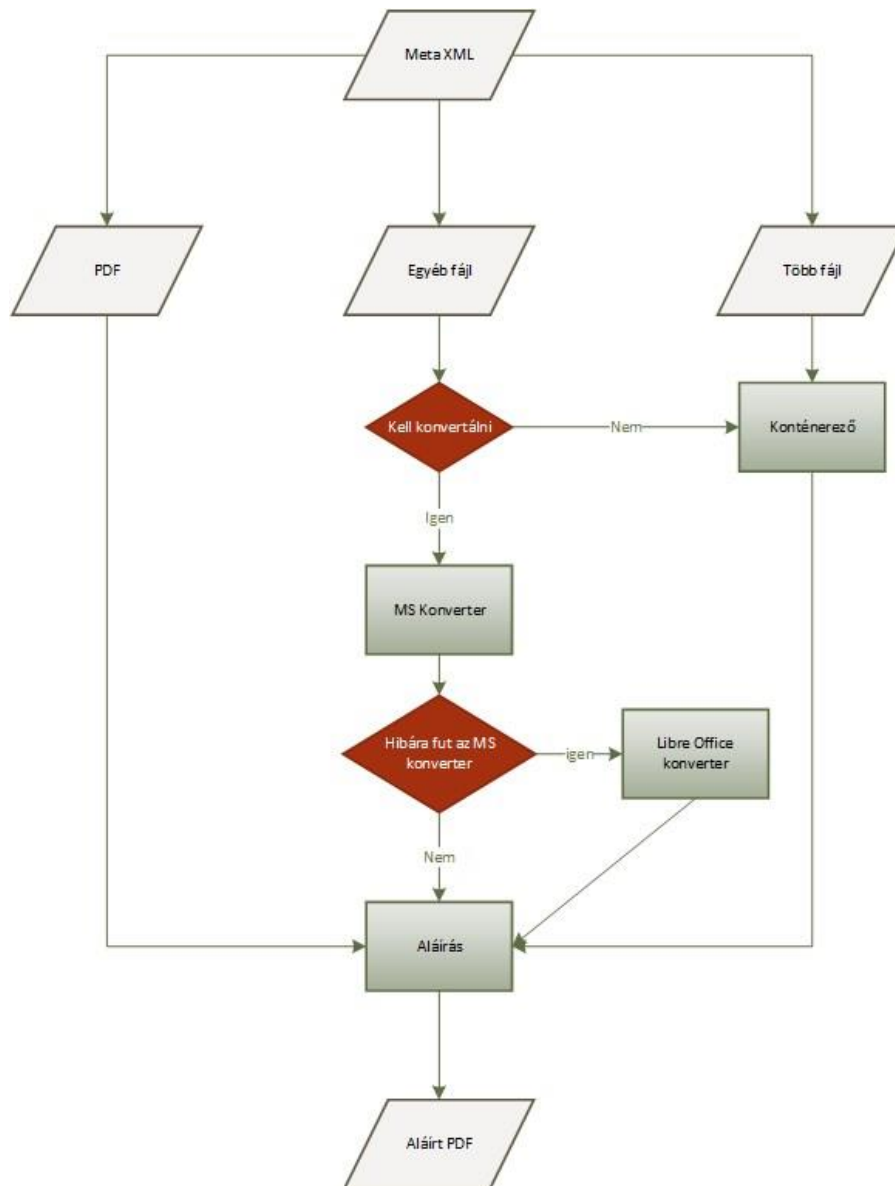 Meta XML
PDF
Egyéb fájl
Több fájl
Kell konvertálni
Nem
Konténerező
Igen
MS Konverter
Hibára fut az MS
konverter
igen
Libre Office
konverter
Nem
Aláírás
Aláírt PDF